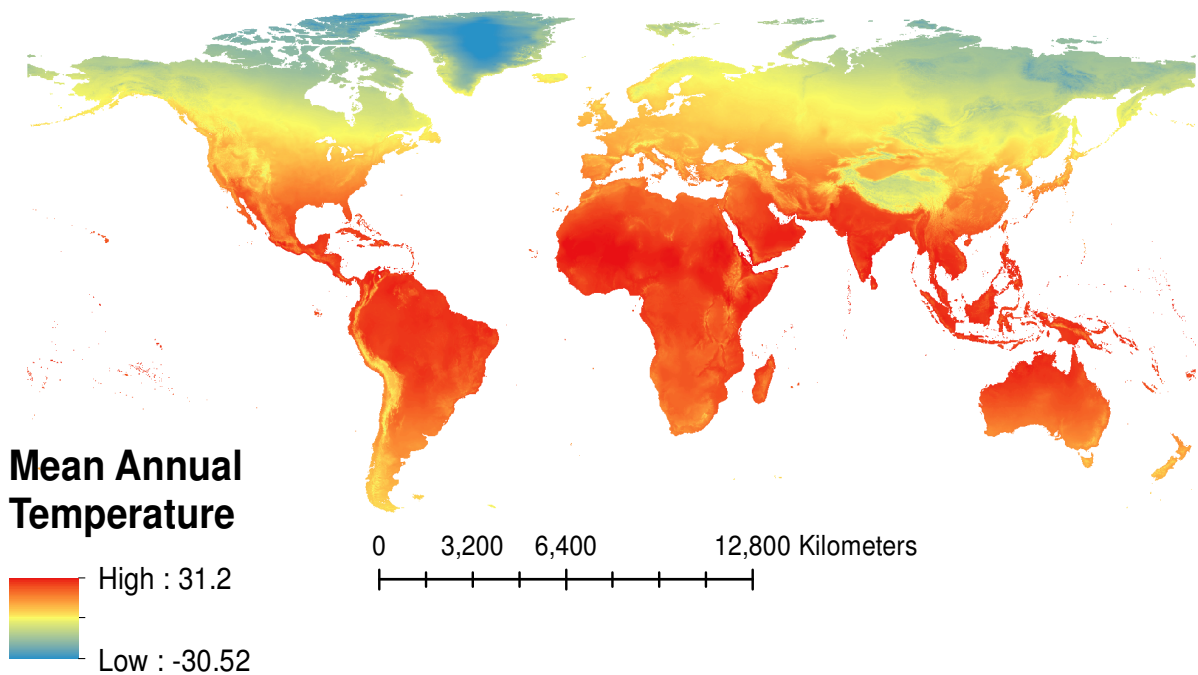 Mean Annual
Temperature
High : 31.2
Low : -30.52
0 3,200 6,400 12,800 Kilometers